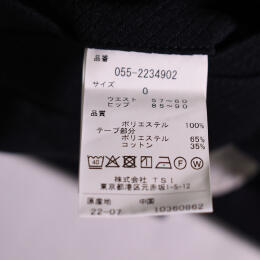 品番
055-2234902
サイズ
0
ウエスト 57～60
ヒップ 85～90
品質
ポリエステル 100%
テープ部分
ポリエステル 65%
コットン 35%
株式会社 TSI
東京都港区元赤坂1-5-12
原産地 中国
22-07 10360862